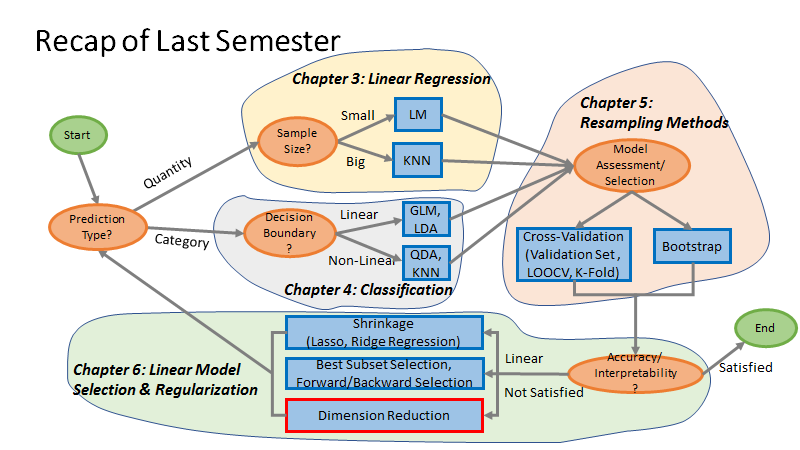 Recap of Last Semester
Chapter 3: Linear Regression
Start
Sample
Size?
Small
LM
Big
KNN
Quantity
Prediction
Type?
Category
Decision
Boundary
?
Linear
GLM,
LDA
Non-Linear
QDA,
KNN
Chapter 4: Classification
Chapter 5:
Resampling Methods
Model
Assessment/
Selection
Cross-Validation
(Validation Set ,
LOOCV, K-Fold)
Bootstrap
End
Satisfied
Accuracy/
Interpretability
?
Linear
Not Satisfied
Shrinkage
(Lasso, Ridge Regression)
Best Subset Selection,
Forward/Backward Selection
Dimension Reduction
Chapter 6: Linear Model
Selection & Regularization